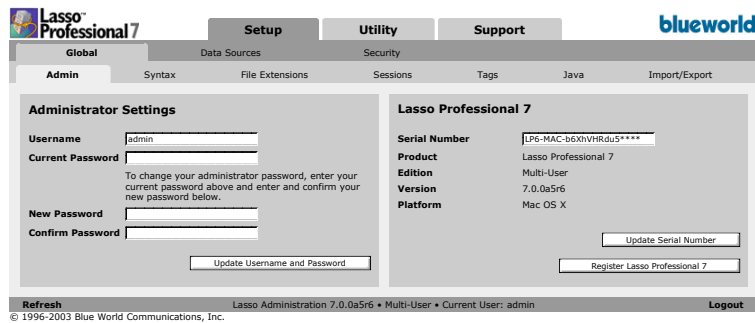 Lasso™
Professional 7
Setup
Utility
Support
blueworld
Global
Data Sources
Security
Admin
Syntax
File Extensions
Sessions
Tags
Java
Import/Export
Administrator Settings
Username
admin
Current Password
To change your administrator password, enter your
current password above and enter and confirm your
new password below.
New Password
Confirm Password
Update Username and Password
Lasso Professional 7
Serial Number LP6-MAC-b6XhVHRdu5****
Product Lasso Professional 7
Edition Multi-User
Version 7.0.0a5r6
Platform Mac OS X
Update Serial Number
Register Lasso Professional 7
Refresh
Lasso Administration 7.0.0a5r6 • Multi-User • Current User: admin
Logout
© 1996-2003 Blue World Communications, Inc.